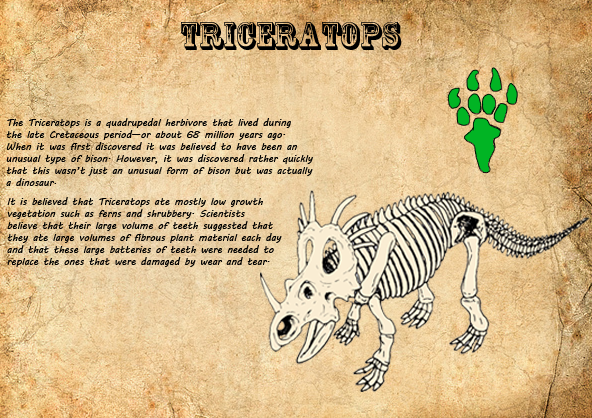 TRICERATOPS
The Triceratops is a quadrupedal herbivore that lived during
the late Cretaceous period—or about 68 million years ago.
When it was first discovered it was believed to have been an
unusual type of bison. However, it was discovered rather quickly
that this wasn't just an unusual form of bison but was actually
a dinosaur.
It is believed that Triceratops ate mostly low growth
vegetation such as ferns and shrubbery. Scientists
believe that their large volume of teeth suggested that
they ate large volumes of fibrous plant material each day
and that these large batteries of teeth were needed to
replace the ones that were damaged by wear and tear.